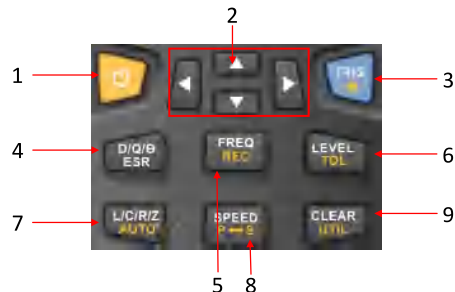 2
1
3
4
D/Q/θ
ESR
FREQ
REC
LEVEL
TOL
6
7
L/C/R/Z
AUTO
SPEED
P↔S
CLEAR
UTIL
9
5
8